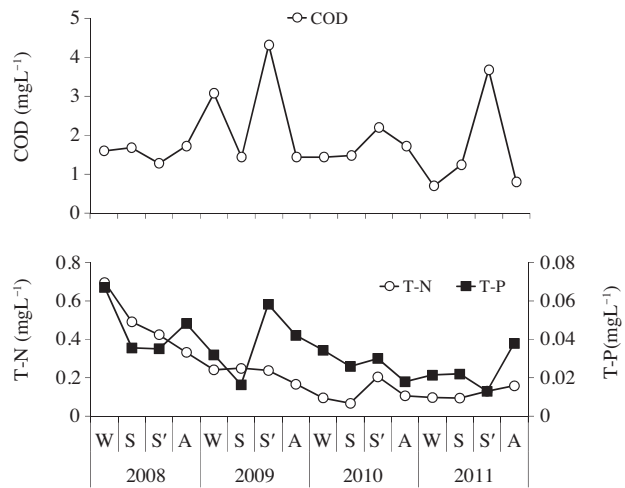 COD
COD (mgL⁻¹)
5
4
3
2
1
0
T-N T-P
T-N (mgL⁻¹)
T-P(mgL⁻¹)
0.8 0.08
0.6 0.06
0.4 0.04
0.2 0.02
0 0
W S S′ A W S S′ A W S S′ A W S S′ A
2008 2009 2010 2011